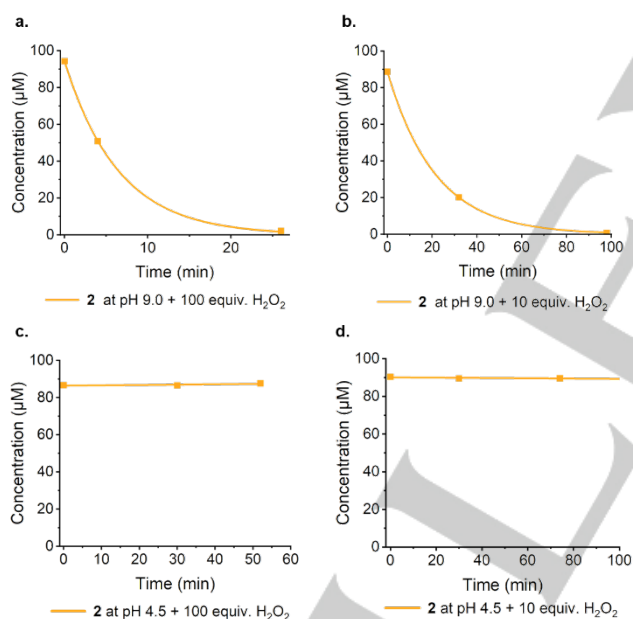 a.
b.
100
80
60
40
20
0
Concentration (µM)
0
10
20
Time (min)
2 at pH 9.0 + 100 equiv. H₂O₂
100
80
60
40
20
0
Concentration (µM)
0
20
40
60
80
100
Time (min)
2 at pH 9.0 + 10 equiv. H₂O₂
c.
d.
100
80
60
40
20
0
Concentration (µM)
0
10
20
30
40
50
60
Time (min)
2 at pH 4.5 + 100 equiv. H₂O₂
100
80
60
40
20
0
Concentration (µM)
0
20
40
60
80
100
Time (min)
2 at pH 4.5 + 10 equiv. H₂O₂